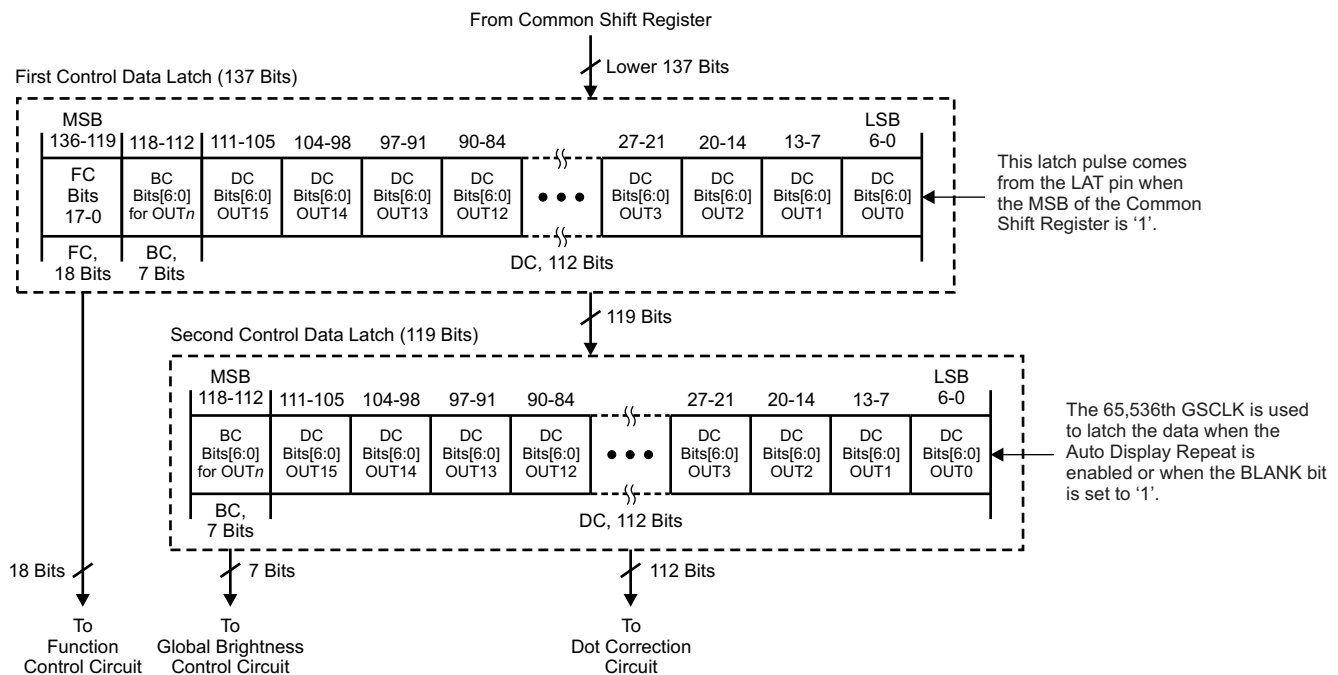 From Common Shift Register
Lower 137 Bits
First Control Data Latch (137 Bits)
MSB LSB
136-119 118-112 111-105 104-98 97-91 90-84 27-21 20-14 13-7 6-0
FC BC DC DC DC DC DC DC DC DC
Bits Bits[6:0] Bits[6:0] Bits[6:0] Bits[6:0] Bits[6:0] ••• Bits[6:0] Bits[6:0] Bits[6:0] Bits[6:0]
17-0 for OUTn OUT15 OUT14 OUT13 OUT12 OUT3 OUT2 OUT1 OUT0
FC, BC, DC, 112 Bits
18 Bits 7 Bits
This latch pulse comes
from the LAT pin when
the MSB of the Common
Shift Register is ‘1’.
119 Bits
Second Control Data Latch (119 Bits)
MSB LSB
118-112 111-105 104-98 97-91 90-84 27-21 20-14 13-7 6-0
BC DC DC DC DC DC DC DC DC
Bits[6:0] Bits[6:0] Bits[6:0] Bits[6:0] Bits[6:0] ••• Bits[6:0] Bits[6:0] Bits[6:0] Bits[6:0]
for OUTn OUT15 OUT14 OUT13 OUT12 OUT3 OUT2 OUT1 OUT0
BC, DC, 112 Bits
7 Bits
The 65,536th GSCLK is used
to latch the data when the
Auto Display Repeat is
enabled or when the BLANK bit
is set to ‘1’.
18 Bits 7 Bits 112 Bits
To To To
Function Global Brightness Dot Correction
Control Circuit Control Circuit Circuit